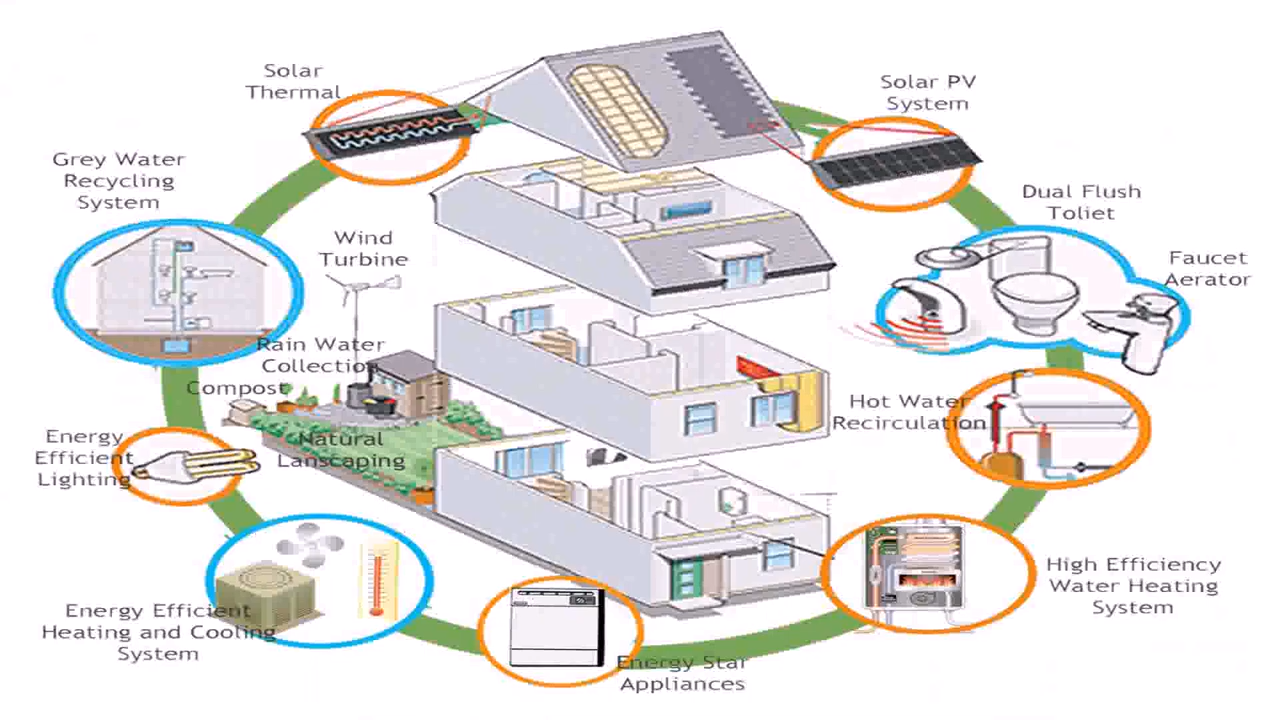 Solar
Thermal
Solar PV
System
Grey Water
Recycling
System
Dual Flush
Toliet
Wind
Turbine
Faucet
Aerator
Rain Water
Collection
Compost
Hot Water
Recirculation
Energy
Efficient
Lighting
Natural
Lanscaping
High Efficiency
Water Heating
System
Energy Efficient
Heating and Cooling
System
Energy Star
Appliances